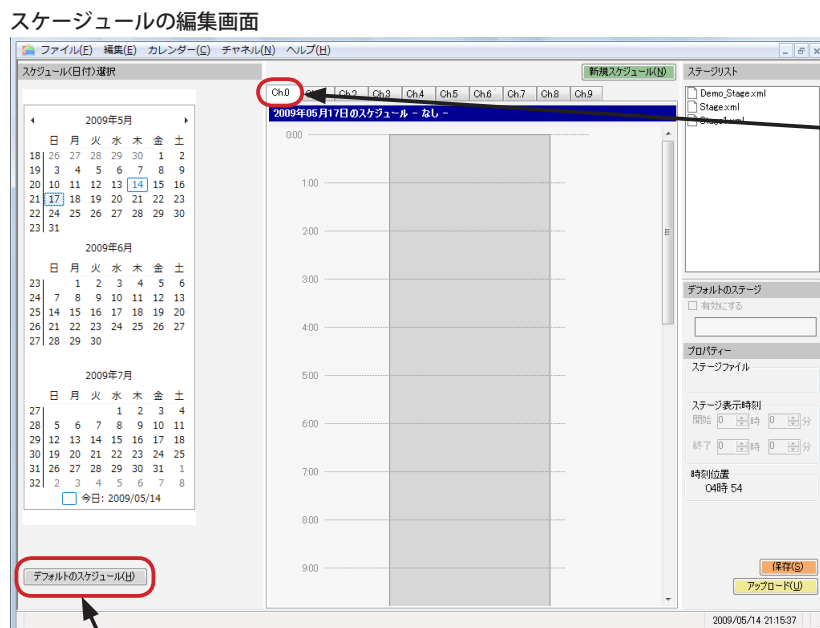 スケージュールの編集画面
ファイル(F) 編集(E) カレンダー(C) チャネル(N) ヘルプ(H)
スケジュール(日付)選択
新規スケジュール(N)
ステージリスト
2009年5月
日 月 火 水 木 金 土
18 26 27 28 29 30 1 2
19 3 4 5 6 7 8 9
20 10 11 12 13 14 15 16
21 17 18 19 20 21 22 23
22 24 25 26 27 28 29 30
23 31
2009年6月
日 月 火 水 木 金 土
23 1 2 3 4 5 6
24 7 8 9 10 11 12 13
25 14 15 16 17 18 19 20
26 21 22 23 24 25 26 27
27 28 29 30
2009年7月
日 月 火 水 木 金 土
27 1 2 3 4
28 5 6 7 8 9 10 11
29 12 13 14 15 16 17 18
30 19 20 21 22 23 24 25
31 26 27 28 29 30 31 1
32 2 3 4 5 6 7 8
今日: 2009/05/14
デフォルトのスケジュール(H)
Ch.0 Ch.2 Ch.3 Ch.4 Ch.5 Ch.6 Ch.7 Ch.8 Ch.9
2009年05月17日のスケジュール - なし -
0:00
1:00
2:00
3:00
4:00
5:00
6:00
7:00
8:00
9:00
Demo_Stage.xml
Stage.xml
Stage1.xml
デフォルトのステージ
有効にする
プロパティー
ステージファイル
ステージ表示時刻
開始 0 時 0 分
終了 0 時 0 分
時刻位置
04時 54
保存(S)
アップロード(U)
2009/05/14 21:15:37